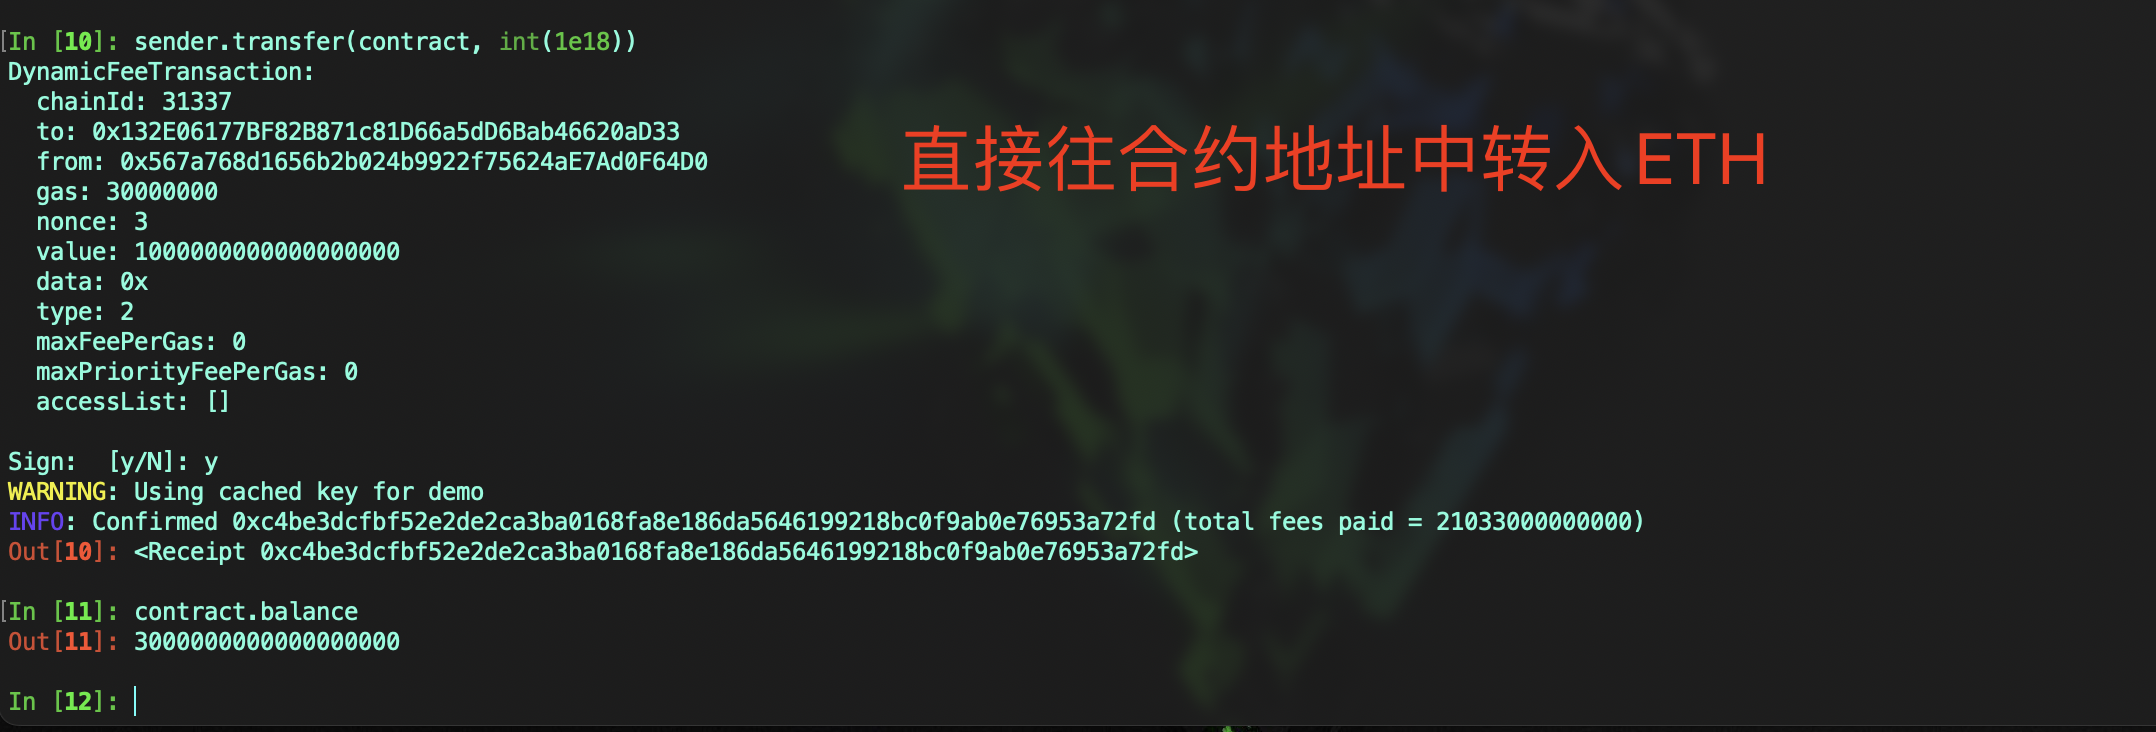 [In [10]: sender.transfer(contract, int(1e18))
DynamicFeeTransaction:
chainId: 31337
to: 0x132E06177BF82B871c81D66a5dD6Bab46620aD33
直接往合约地址中转入ETH
from: 0x567a768d1656b2b024b9922f75624aE7Ad0F64D0
gas: 30000000
nonce: 3
value: 1000000000000000000
data: 0x
type: 2
maxFeePerGas: 0
maxPriorityFeePerGas: 0
accessList: []
Sign:  [y/N]: y
WARNING: Using cached key for demo
INFO: Confirmed 0xc4be3dcfbf52e2de2ca3ba0168fa8e186da5646199218bc0f9ab0e76953a72fd (total fees paid = 21033000000000)
Out[10]: <Receipt 0xc4be3dcfbf52e2de2ca3ba0168fa8e186da5646199218bc0f9ab0e76953a72fd>
[In [11]: contract.balance
Out[11]: 3000000000000000000
In [12]: